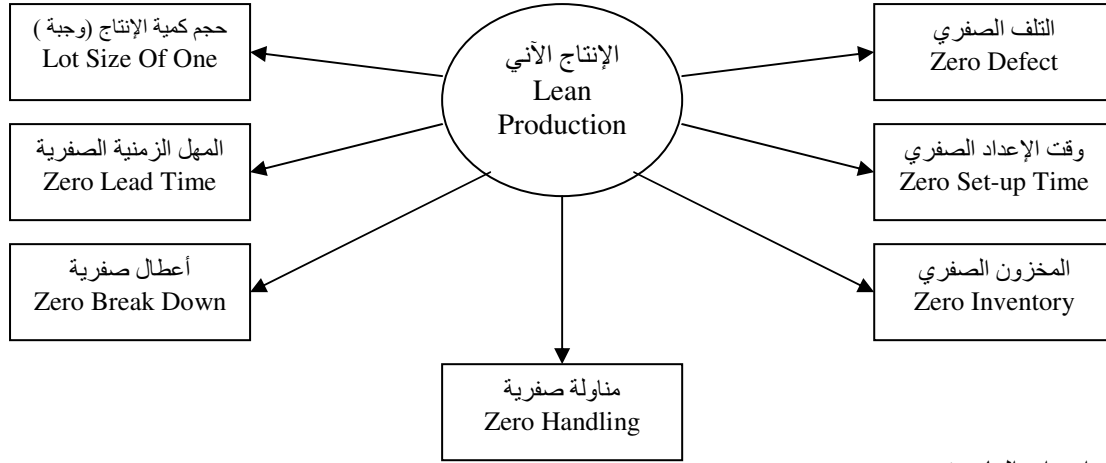 حجم كمية الإنتاج (وجبة )
Lot Size Of One
الإنتاج الآني
Lean
Production
التلف الصفري
Zero Defect
المهل الزمنية الصفرية
Zero Lead Time
وقت الإعداد الصفري
Zero Set-up Time
أعطال صفرية
Zero Break Down
المخزون الصفري
Zero Inventory
مناولة صفرية
Zero Handling